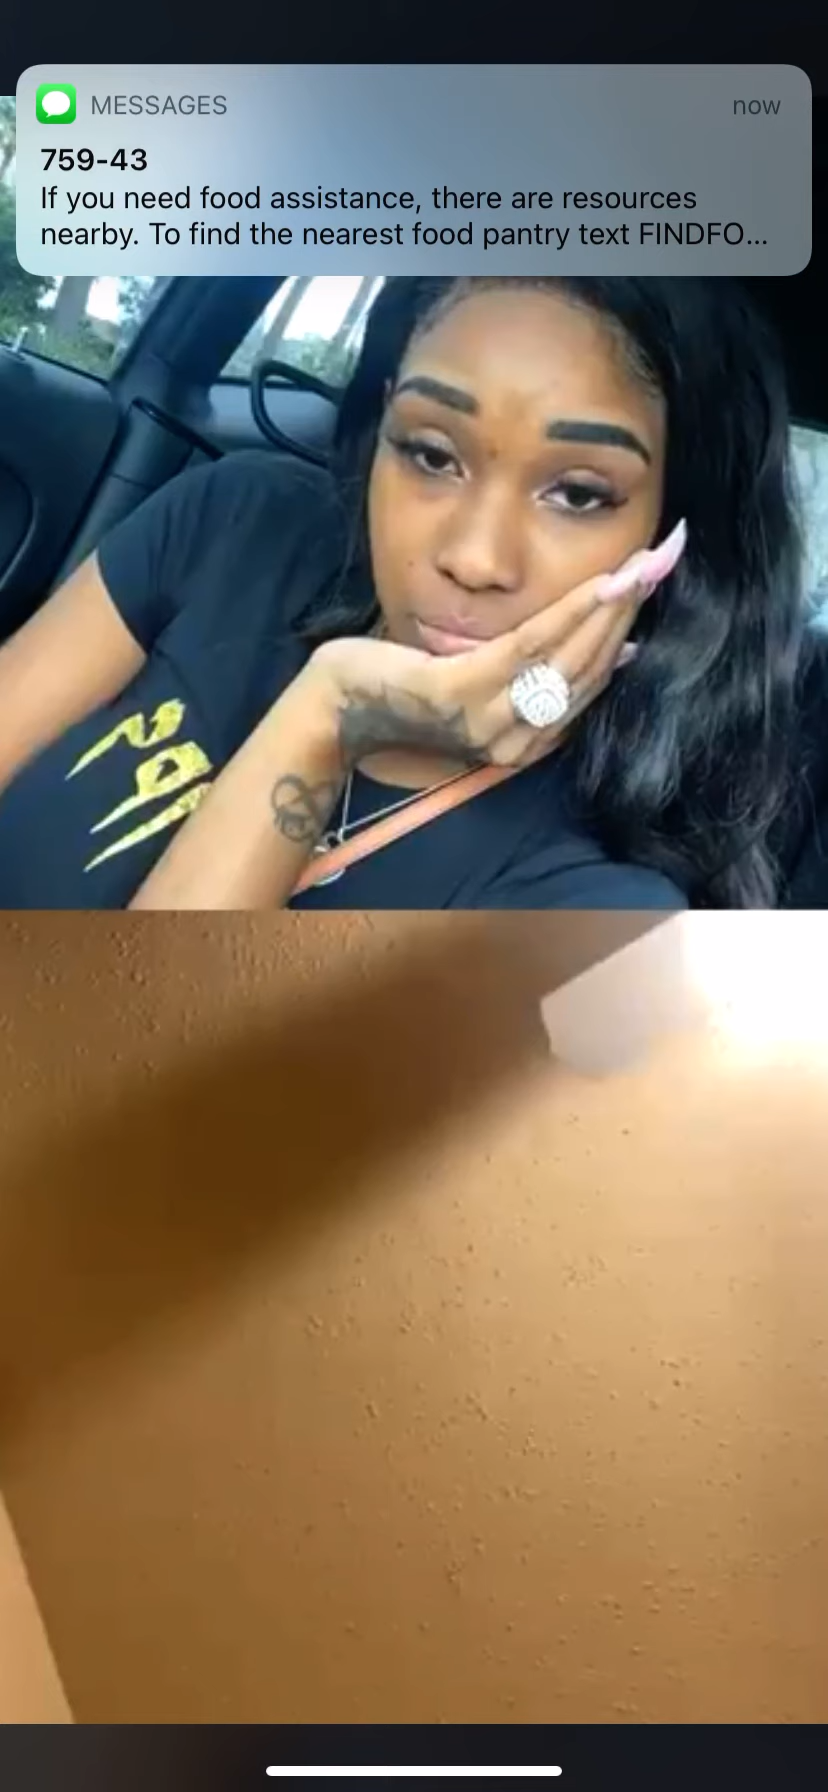 MESSAGES
now
759-43
If you need food assistance, there are resources
nearby. To find the nearest food pantry text FINDFO...